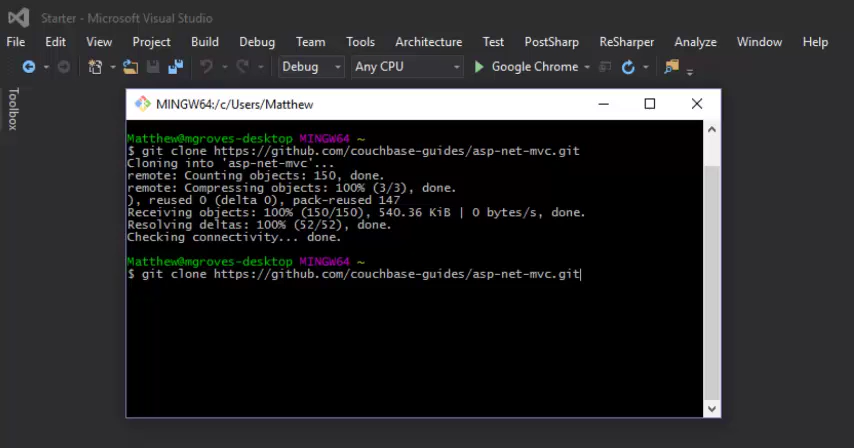 Starter - Microsoft Visual Studio
File Edit View Project Build Debug Team Tools Architecture Test PostSharp ReSharper Analyze Window Help
Debug Any CPU Google Chrome
Toolbox
MINGW64:/c/Users/Matthew
Matthew@mgroves-desktop MINGW64 ~
$ git clone https://github.com/couchbase-guides/asp-net-mvc.git
Cloning into 'asp-net-mvc'...
remote: Counting objects: 150, done.
remote: Compressing objects: 100% (3/3), done.
), reused 0 (delta 0), pack-reused 147
Receiving objects: 100% (150/150), 540.36 KiB | 0 bytes/s, done.
Resolving deltas: 100% (52/52), done.
Checking connectivity... done.
Matthew@mgroves-desktop MINGW64 ~
$ git clone https://github.com/couchbase-guides/asp-net-mvc.git